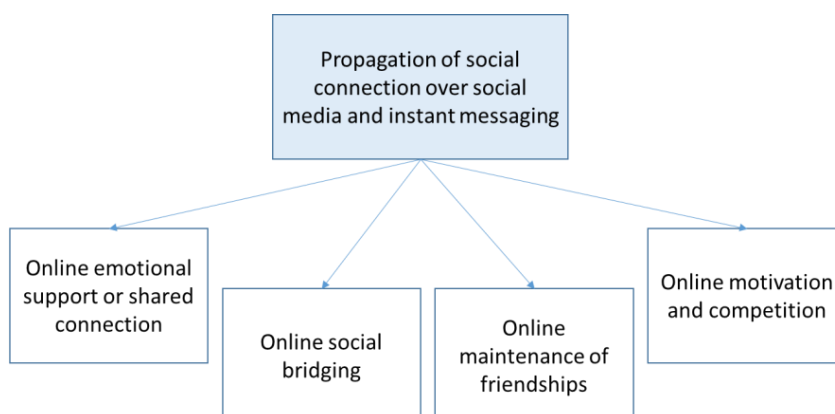 Propagation of social
connection over social
media and instant messaging
Online emotional
support or shared
connection
Online social
bridging
Online
maintenance of
friendships
Online motivation
and competition